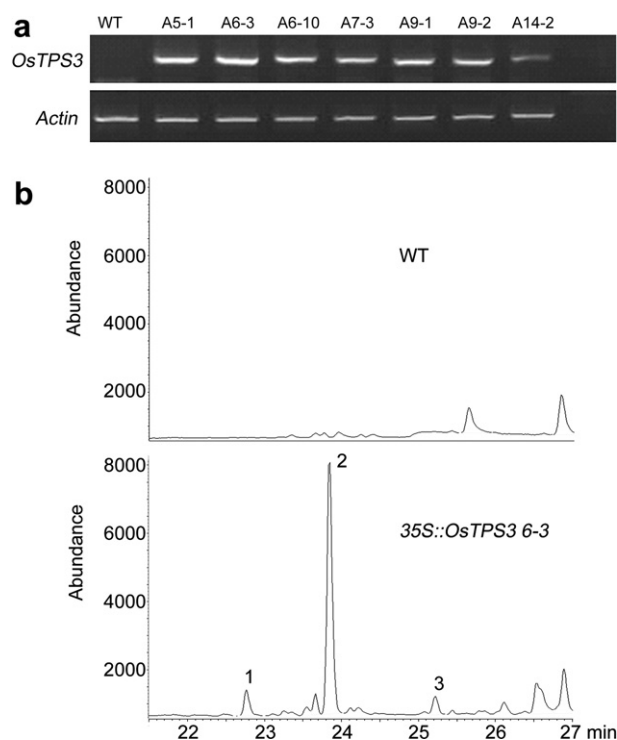 a
WT A5-1 A6-3 A6-10 A7-3 A9-1 A9-2 A14-2
OsTPS3
Actin
b
8000
6000
4000
2000
Abundance
WT
8000
6000
4000
2000
Abundance
1
2
3
35S::OsTPS3 6-3
22 23 24 25 26 27 min